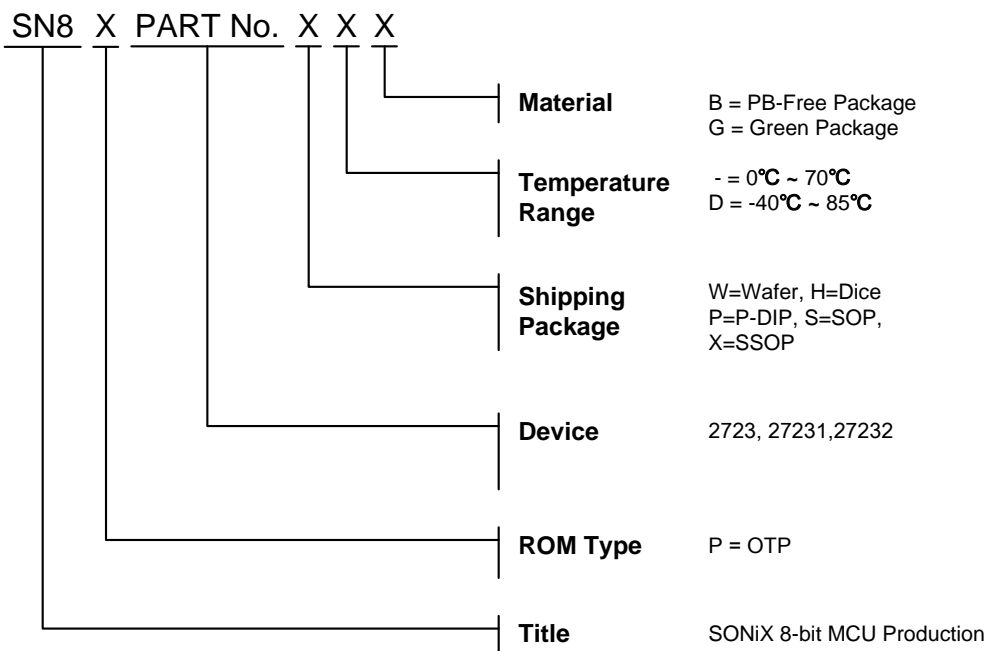 SN8 X PART No. X X X
Material
B = PB-Free Package
G = Green Package
Temperature
Range
- = 0℃ ~ 70℃
D = -40℃ ~ 85℃
Shipping
Package
W=Wafer, H=Dice
P=P-DIP, S=SOP,
X=SSOP
Device
2723, 27231,27232
ROM Type
P = OTP
Title
SONiX 8-bit MCU Production